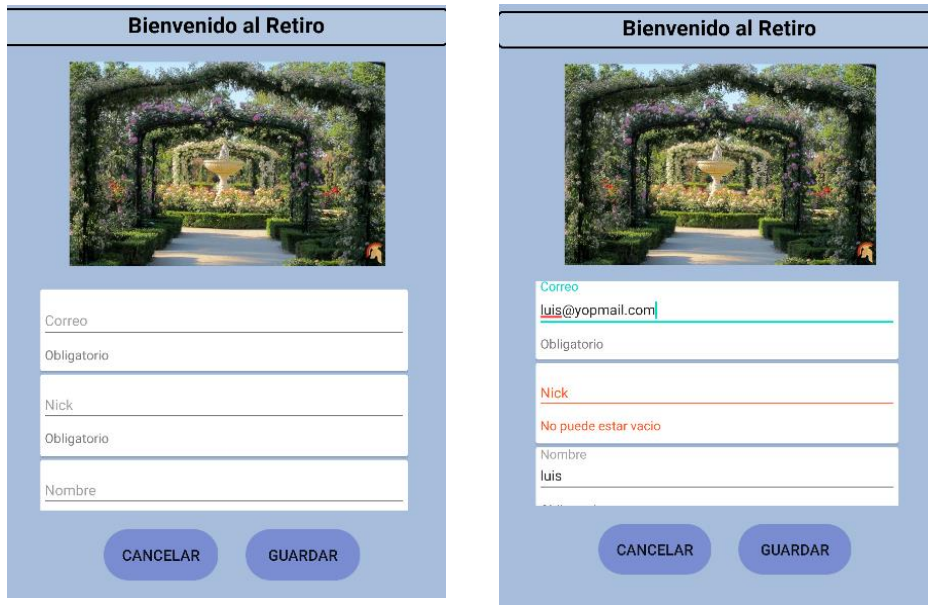 Bienvenido al Retiro
Correo
Obligatorio
Nick
Obligatorio
Nombre
CANCELAR
GUARDAR
Bienvenido al Retiro
Correo
luis@yopmail.com
Obligatorio
Nick
No puede estar vacio
Nombre
luis
CANCELAR
GUARDAR